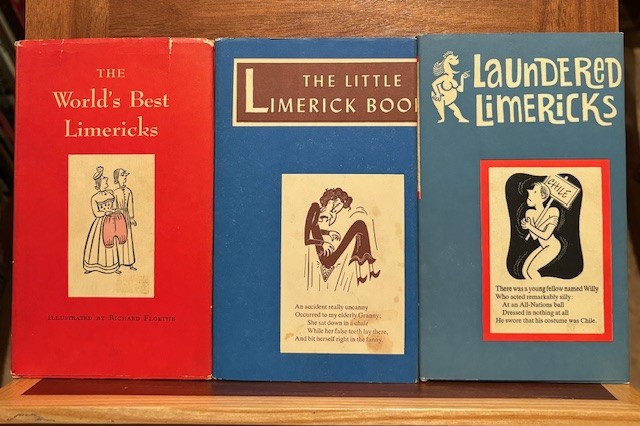 THE
World's Best
Limericks
ILLUSTRATED BY RICHARD FLOETHE
THE LITTLE
LIMERICK BOO
An accident really uncanny
Occurred to my elderly Granny;
She sat down in a chair
While her false teeth lay there,
And bit herself right in the fanny.
LAUNDERED
LIMERICKS
CHILE
There was a young fellow named Willy
Who acted remarkably silly:
At an All-Nations ball
Dressed in nothing at all
He swore that his costume was Chile.